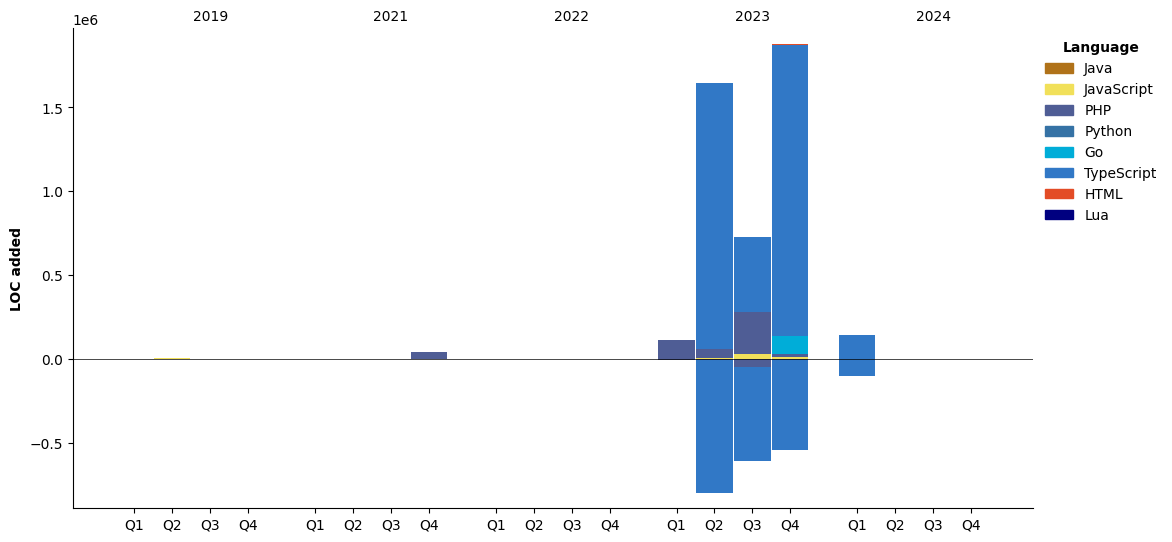 1e6
2019 2021 2022 2023 2024
LOC added
1.5
1.0
0.5
0.0
−0.5
Q1 Q2 Q3 Q4 Q1 Q2 Q3 Q4 Q1 Q2 Q3 Q4 Q1 Q2 Q3 Q4 Q1 Q2 Q3 Q4
Language
Java
JavaScript
PHP
Python
Go
TypeScript
HTML
Lua